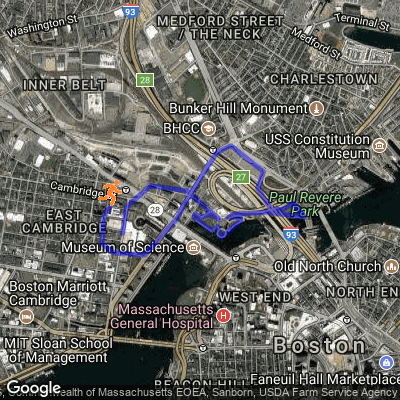 Washington St
93
MEDFORD STREET
/ THE NECK
Terminal St
Medford St
INNER BELT
28
CHARLESTOWN
Bunker Hill Monument
BHCC
USS Constitution
Museum
Cambridge
27
Paul Revere
Park
EAST
CAMBRIDGE
28
93
Museum of Science
Old North Church
Boston Marriott
Cambridge
WEST END
NORTH END
Massachusetts
General Hospital
H
MIT Sloan School
of Management
Boston
Faneuil Hall Marketplace
BEACON HILL
Google
Commonwealth of Massachusetts EOEA, Sanborn, USDA Farm Service Agency